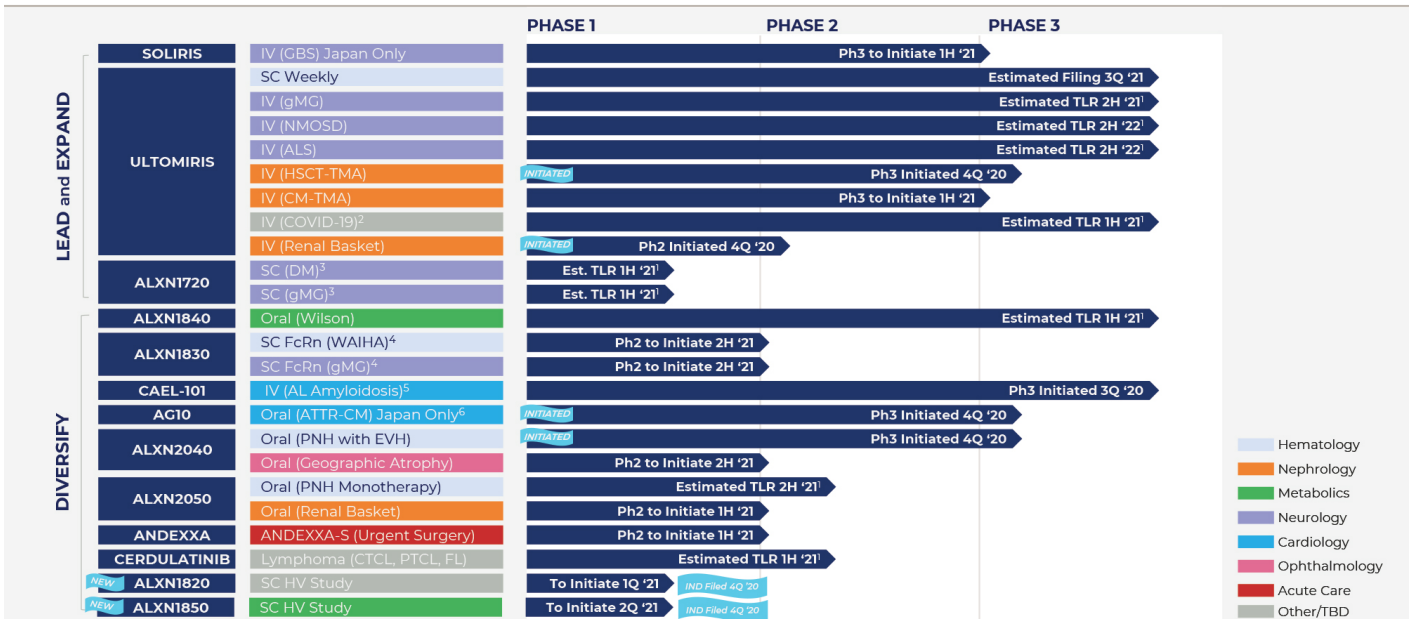 PHASE 1 PHASE 2 PHASE 3
LEAD and EXPAND
SOLIRIS IV (GBS) Japan Only Ph3 to Initiate 1H ‘21
ULTOMIRIS
SC Weekly Estimated Filing 3Q ‘21
IV (gMG) Estimated TLR 2H ‘21¹
IV (NMOSD) Estimated TLR 2H ‘22¹
IV (ALS) Estimated TLR 2H ‘22¹
IV (HSCT-TMA) INITIATED Ph3 Initiated 4Q ‘20
IV (CM-TMA) Ph3 to Initiate 1H ‘21
IV (COVID-19)² Estimated TLR 1H ‘21¹
IV (Renal Basket) INITIATED Ph2 Initiated 4Q ‘20
ALXN1720
SC (DM)³ Est. TLR 1H ‘21¹
SC (gMG)³ Est. TLR 1H ‘21¹
DIVERSIFY
ALXN1840 Oral (Wilson) Estimated TLR 1H ‘21¹
ALXN1830
SC FcRn (WAIHA)⁴ Ph2 to Initiate 2H ‘21
SC FcRn (gMG)⁴ Ph2 to Initiate 2H ‘21
CAEL-101 IV (AL Amyloidosis)⁵ Ph3 Initiated 3Q ‘20
AG10 Oral (ATTR-CM) Japan Only⁶ INITIATED Ph3 Initiated 4Q ‘20
ALXN2040
Oral (PNH with EVH) INITIATED Ph3 Initiated 4Q ‘20
Oral (Geographic Atrophy) Ph2 to Initiate 2H ‘21
ALXN2050
Oral (PNH Monotherapy) Estimated TLR 2H ‘21¹
Oral (Renal Basket) Ph2 to Initiate 1H ‘21
ANDEXXA ANDEXXA-S (Urgent Surgery) Ph2 to Initiate 1H ‘21
CERDULATINIB Lymphoma (CTCL, PTCL, FL) Estimated TLR 1H ‘21¹
NEW ALXN1820 SC HV Study To Initiate 1Q ‘21 IND Filed 4Q ‘20
NEW ALXN1850 SC HV Study To Initiate 2Q ‘21 IND Filed 4Q ‘20
Hematology
Nephrology
Metabolics
Neurology
Cardiology
Ophthalmology
Acute Care
Other/TBD